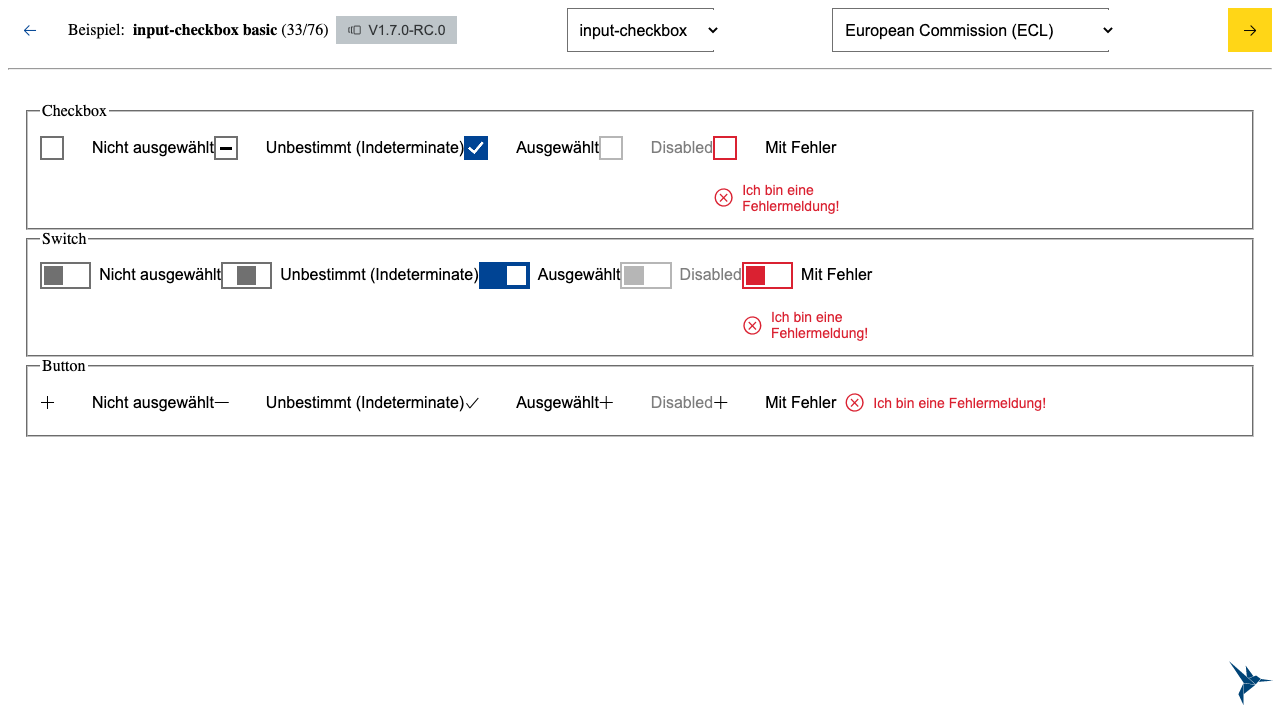 Beispiel: input-checkbox basic (33/76) V1.7.0-RC.0 input-checkbox European Commission (ECL)
Checkbox
Nicht ausgewählt Unbestimmt (Indeterminate) Ausgewählt Disabled Mit Fehler
Ich bin eine
Fehlermeldung!
Switch
Nicht ausgewählt Unbestimmt (Indeterminate) Ausgewählt Disabled Mit Fehler
Ich bin eine
Fehlermeldung!
Button
Nicht ausgewählt Unbestimmt (Indeterminate) Ausgewählt Disabled Mit Fehler Ich bin eine Fehlermeldung!